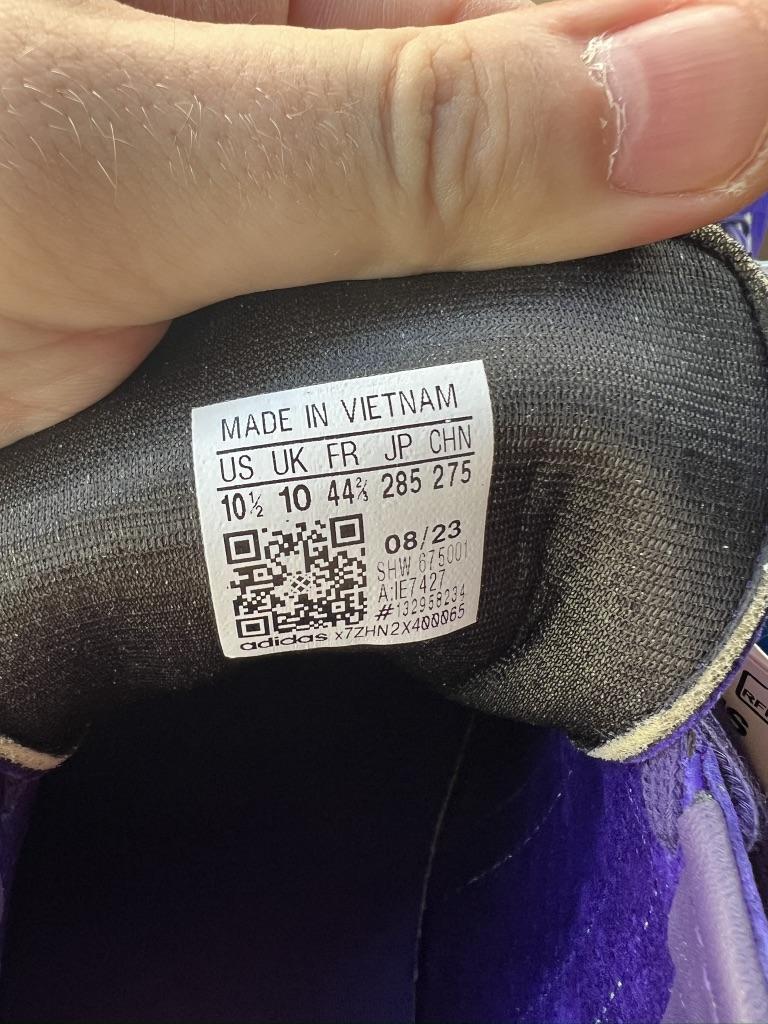 MADE IN VIETNAM
US UK FR JP CHN
10½ 10 44⅔ 285 275
08/23
SHW 675001
A:IE7427
#132958234
adidas x7ZHN2X400065